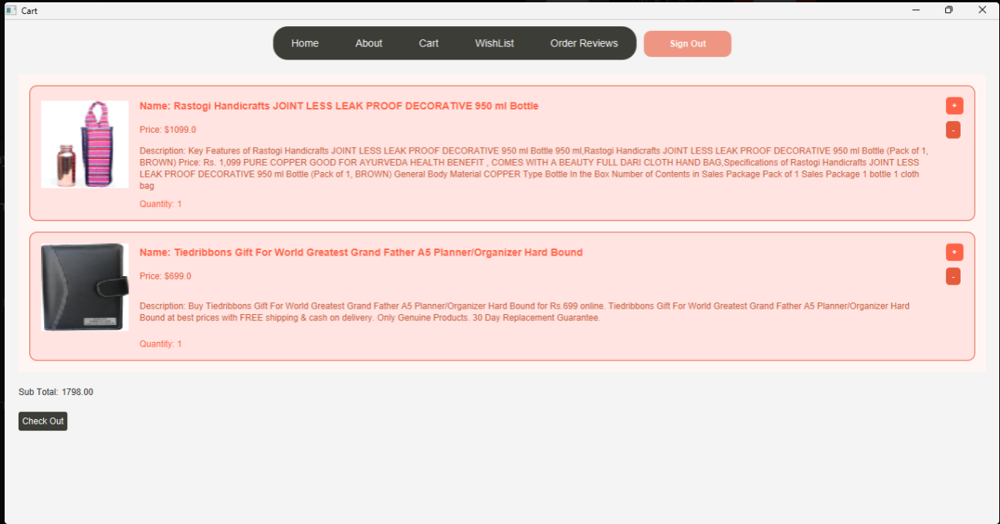 Cart
Home About Cart WishList Order Reviews Sign Out
Name: Rastogi Handicrafts JOINT LESS LEAK PROOF DECORATIVE 950 ml Bottle
+
Price: $1099.0
-
Description: Key Features of Rastogi Handicrafts JOINT LESS LEAK PROOF DECORATIVE 950 ml Bottle 950 ml,Rastogi Handicrafts JOINT LESS LEAK PROOF DECORATIVE 950 ml Bottle (Pack of 1,
BROWN) Price: Rs. 1,099 PURE COPPER GOOD FOR AYURVEDA HEALTH BENEFIT , COMES WITH A BEAUTY FULL DARI CLOTH HAND BAG,Specifications of Rastogi Handicrafts JOINT LESS
LEAK PROOF DECORATIVE 950 ml Bottle (Pack of 1, BROWN) General Body Material COPPER Type Bottle In the Box Number of Contents in Sales Package Pack of 1 Sales Package 1 bottle 1 cloth
bag
Quantity: 1
Name: Tiedribbons Gift For World Greatest Grand Father A5 Planner/Organizer Hard Bound
+
Price: $699.0
-
Description: Buy Tiedribbons Gift For World Greatest Grand Father A5 Planner/Organizer Hard Bound for Rs.699 online. Tiedribbons Gift For World Greatest Grand Father A5 Planner/Organizer Hard
Bound at best prices with FREE shipping & cash on delivery. Only Genuine Products. 30 Day Replacement Guarantee.
Quantity: 1
Sub Total: 1798.00
Check Out